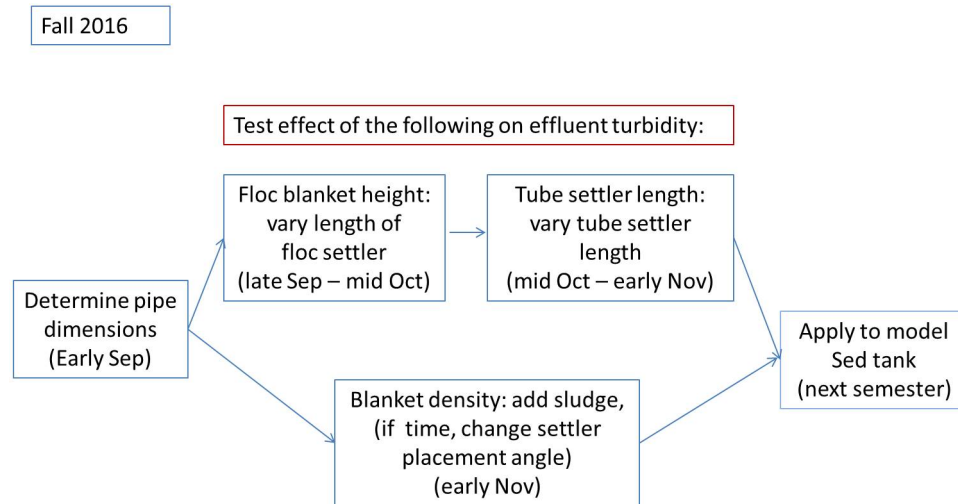 Fall 2016
Test effect of the following on effluent turbidity:
Floc blanket height:
vary length of
floc settler
(late Sep – mid Oct)
Tube settler length:
vary tube settler
length
(mid Oct – early Nov)
Determine pipe
dimensions
(Early Sep)
Apply to model
Sed tank
(next semester)
Blanket density: add sludge,
(if time, change settler
placement angle)
(early Nov)